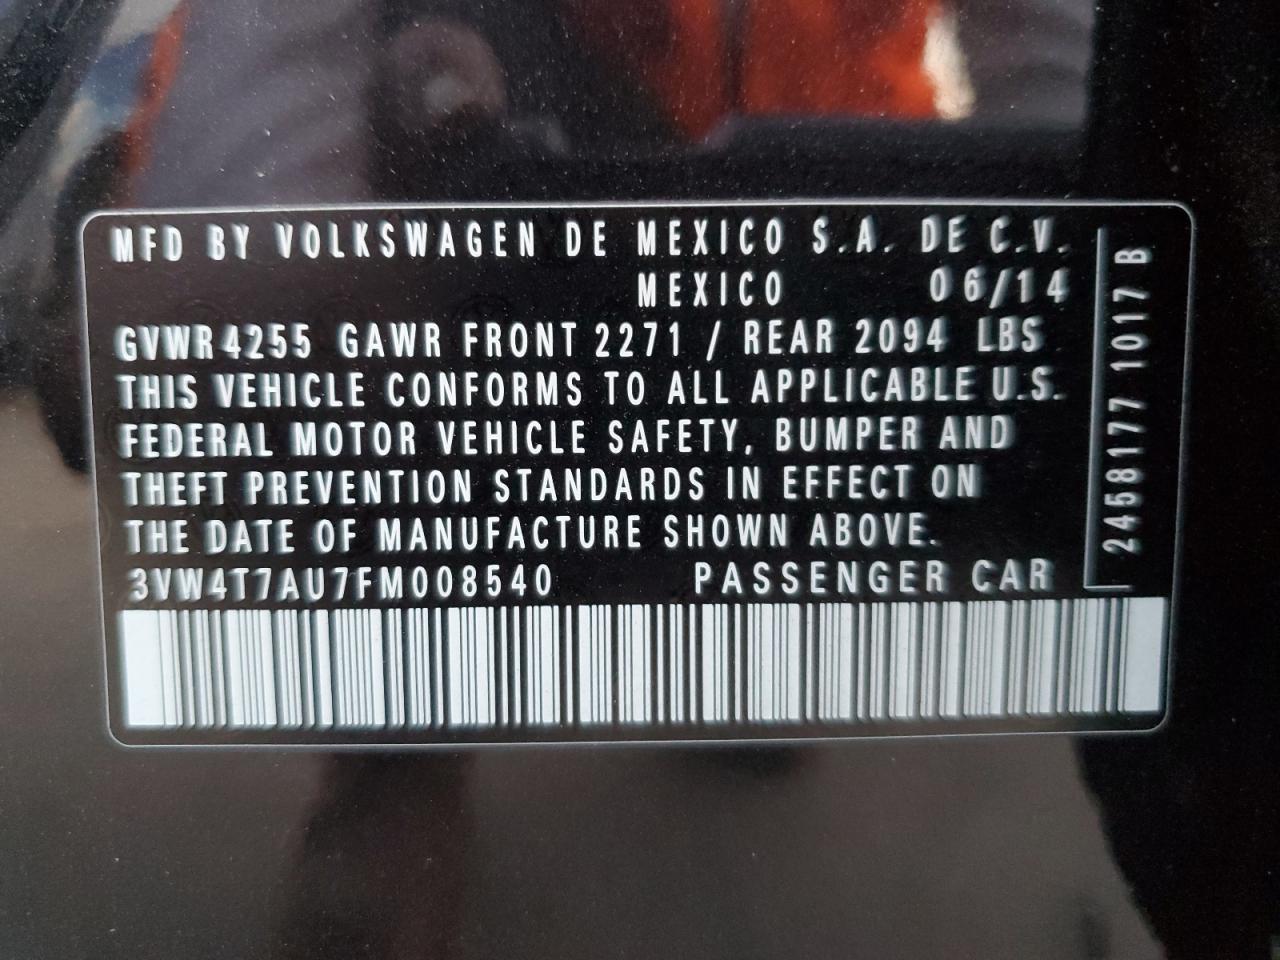 MFD BY VOLKSWAGEN DE MEXICO S.A. DE C.V.
MEXICO 06/14
GVWR4255 GAWR FRONT 2271 / REAR 2094 LBS
THIS VEHICLE CONFORMS TO ALL APPLICABLE U.S.
FEDERAL MOTOR VEHICLE SAFETY, BUMPER AND
THEFT PREVENTION STANDARDS IN EFFECT ON
THE DATE OF MANUFACTURE SHOWN ABOVE.
3VW4T7AU7FM008540 PASSENGER CAR
2458177 1017 B